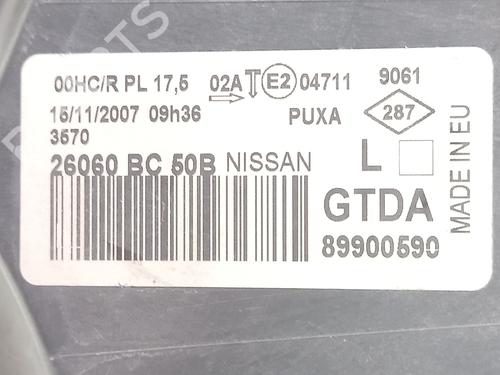 00HC/R PL 17,5 02A E2 04711 9061
15/11/2007 09h36 PUXA 287
3570
26060 BC 50B NISSAN L
GTDA
89900590
MADE IN EU